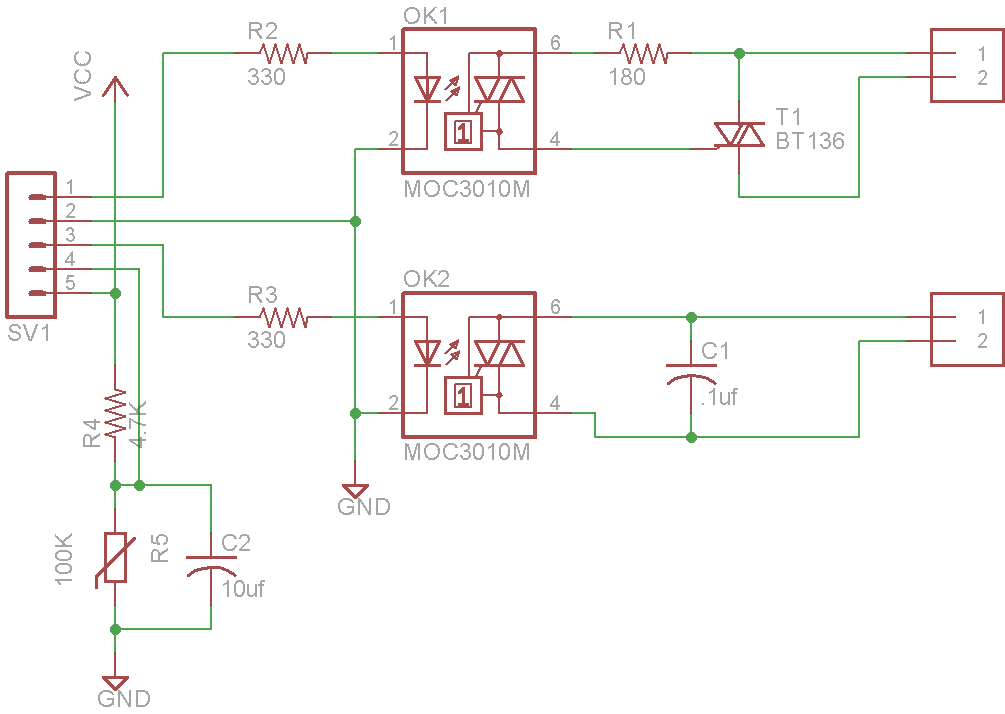 OK1
R2
330
1
2
6
4
MOC3010M
R1
180
1
2
T1
BT136
VCC
1
2
3
4
5
SV1
OK2
R3
330
1
2
6
4
1
MOC3010M
1
1
2
C1
.1uf
R4
4.7K
GND
100K
R5
C2
10uf
GND